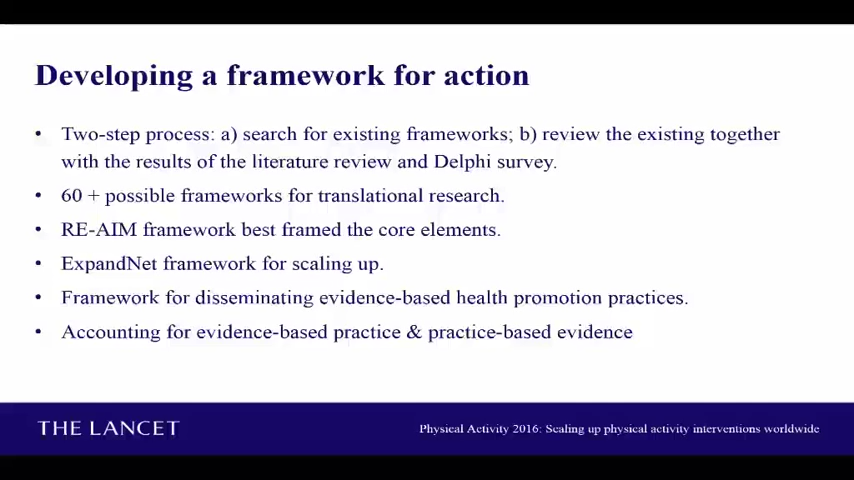 Developing a framework for action
• Two-step process: a) search for existing frameworks; b) review the existing together
with the results of the literature review and Delphi survey.
• 60 + possible frameworks for translational research.
• RE-AIM framework best framed the core elements.
• ExpandNet framework for scaling up.
• Framework for disseminating evidence-based health promotion practices.
• Accounting for evidence-based practice & practice-based evidence
THE LANCET
Physical Activity 2016: Scaling up physical activity interventions worldwide